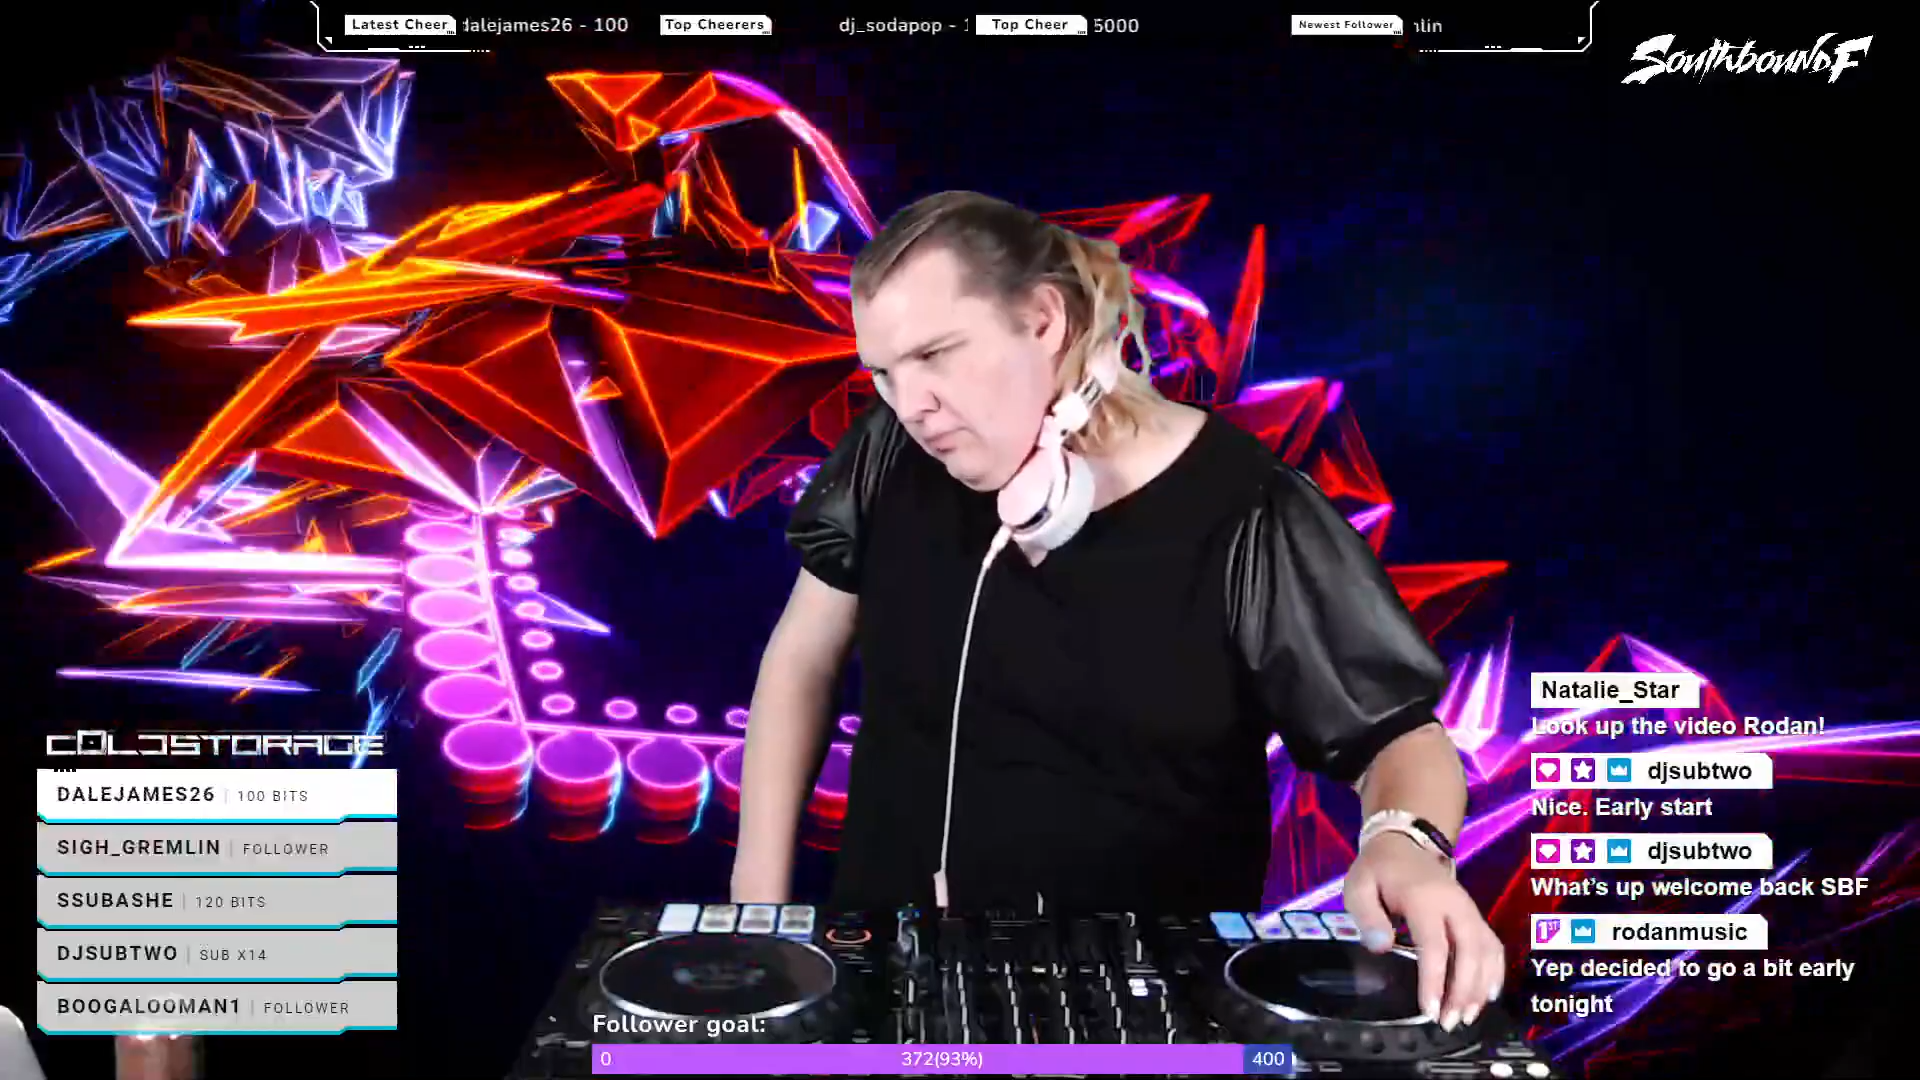 Latest Cheer dalejames26 - 100 Top Cheerers dj_sodapop - Top Cheer 5000 Newest Follower
SouthboundF
COLDSTORAGE
DALEJAMES26 | 100 BITS
SIGH_GREMLIN | FOLLOWER
SSUBASHE | 120 BITS
DJSUBTWO | SUB X14
BOOGALOOMAN1 | FOLLOWER
Natalie_Star
Look up the video Rodan!
djsubtwo
Nice. Early start
djsubtwo
What’s up welcome back SBF
1ST rodanmusic
Yep decided to go a bit early
tonight
Follower goal:
0 372(93%) 400